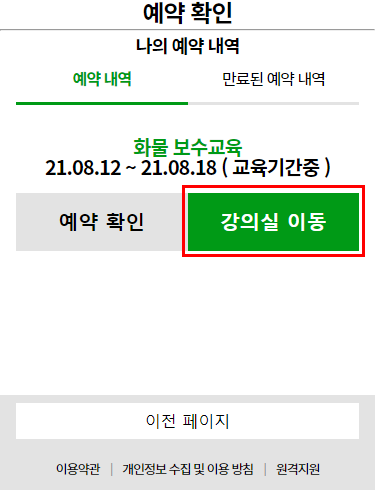 예약 확인
나의 예약 내역
예약 내역 만료된 예약 내역
화물 보수교육
21.08.12 ~ 21.08.18 ( 교육기간중 )
예약 확인 강의실 이동
이전 페이지
이용약관 | 개인정보 수집 및 이용 방침 | 원격지원